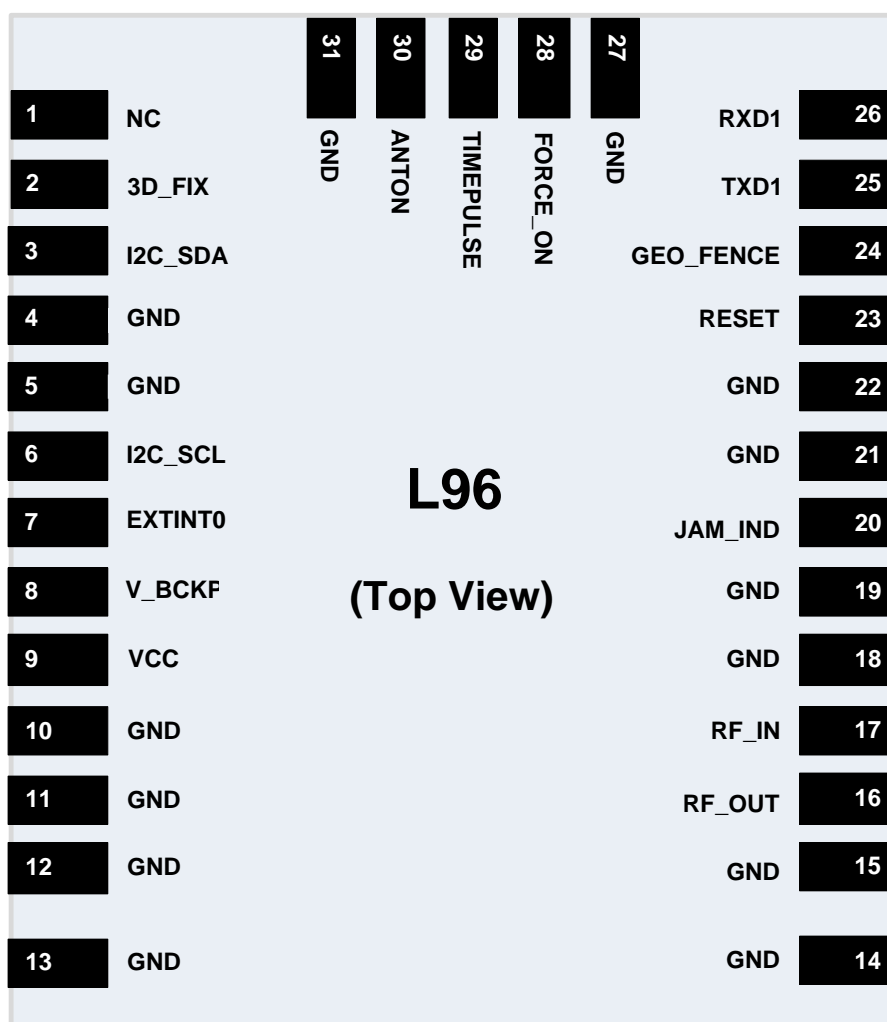 31
30
29
28
27
GND
ANTON
TIMEPULSE
FORCE_ON
GND
1 NC
2 3D_FIX
3 I2C_SDA
4 GND
5 GND
6 I2C_SCL
7 EXTINT0
8 V_BCKP
9 VCC
10 GND
11 GND
12 GND
13 GND
L96
(Top View)
RXD1 26
TXD1 25
GEO_FENCE 24
RESET 23
GND 22
GND 21
JAM_IND 20
GND 19
GND 18
RF_IN 17
RF_OUT 16
GND 15
GND 14